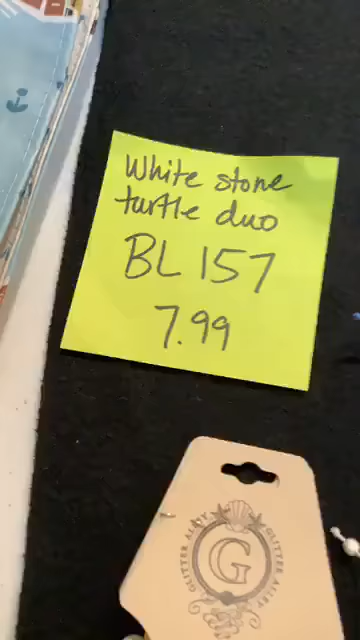 White stone
turtle duo
BL 157
7.99
GLITTER ALLEY
G
GLITTER ALLEY